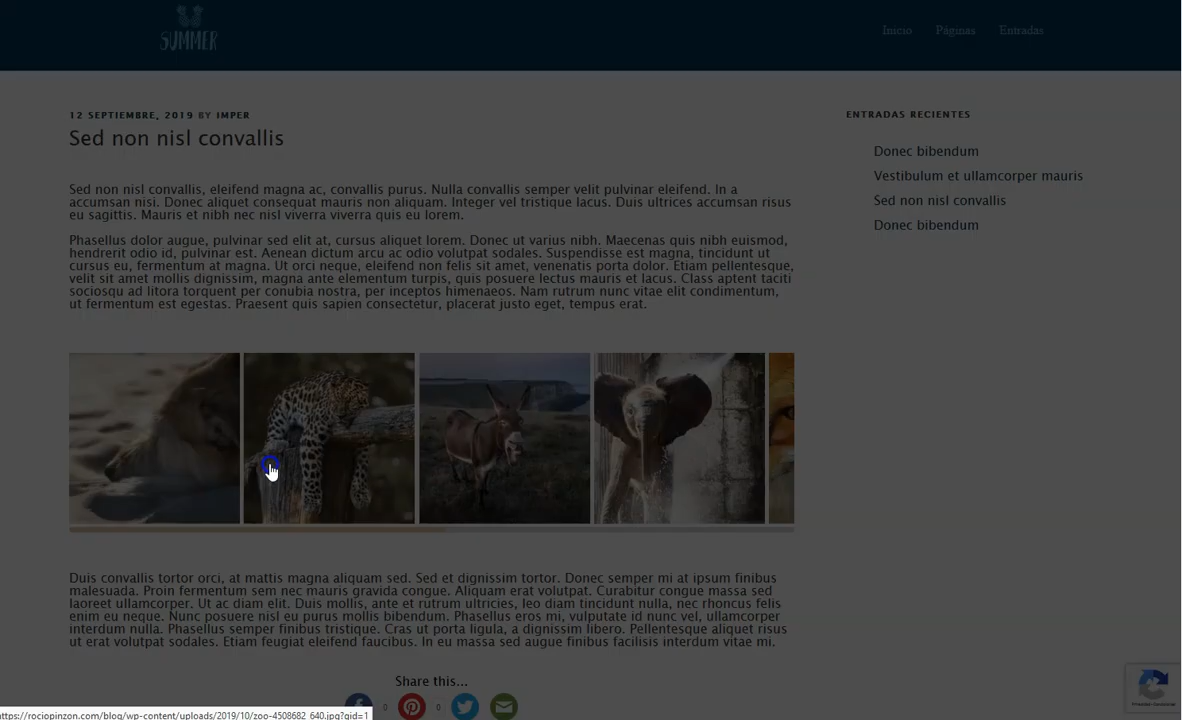 SUMMER
Inicio Páginas Entradas
12 SEPTIEMBRE, 2019 BY IMPER
Sed non nisl convallis
Sed non nisl convallis, eleifend magna ac, convallis purus. Nulla convallis semper velit pulvinar eleifend. In a
accumsan nisi. Donec aliquet consequat mauris non aliquam. Integer vel tristique lacus. Duis ultrices accumsan risus
eu sagittis. Mauris et nibh nec nisl viverra viverra quis eu lorem.
Phasellus dolor augue, pulvinar sed elit at, cursus aliquet lorem. Donec ut varius nibh. Maecenas quis nibh euismod,
hendrerit odio id, pulvinar est. Aenean dictum arcu ac odio volutpat sodales. Suspendisse est magna, tincidunt ut
cursus eu, fermentum at magna. Ut orci neque, eleifend non felis sit amet, venenatis porta dolor. Etiam pellentesque,
velit sit amet mollis dignissim, magna ante elementum turpis, quis posuere lectus mauris et lacus. Class aptent taciti
sociosqu ad litora torquent per conubia nostra, per inceptos himenaeos. Nam rutrum nunc vitae elit condimentum,
ut fermentum est egestas. Praesent quis sapien consectetur, placerat justo eget, tempus erat.
Duis convallis tortor orci, at mattis magna aliquam sed. Sed et dignissim tortor. Donec semper mi at ipsum finibus
malesuada. Proin fermentum sem nec mauris gravida congue. Aliquam erat volutpat. Curabitur congue massa sed
laoreet ullamcorper. Ut ac diam elit. Duis mollis, ante et rutrum ultricies, leo diam tincidunt nulla, nec rhoncus felis
enim eu neque. Nunc posuere nisl eu purus mollis bibendum. Phasellus eros mi, vulputate id nunc vel, ullamcorper
interdum nulla. Phasellus semper finibus tristique. Cras ut porta ligula, a dignissim libero. Pellentesque aliquet risus
ut erat volutpat sodales. Etiam feugiat eleifend faucibus. In eu massa sed augue finibus facilisis interdum vitae mi.
Share this...
0 0
ENTRADAS RECIENTES
Donec bibendum
Vestibulum et ullamcorper mauris
Sed non nisl convallis
Donec bibendum
https://rociopinzon.com/blog/wp-content/uploads/2019/10/zoo-4508682_640.jpg?gid=1